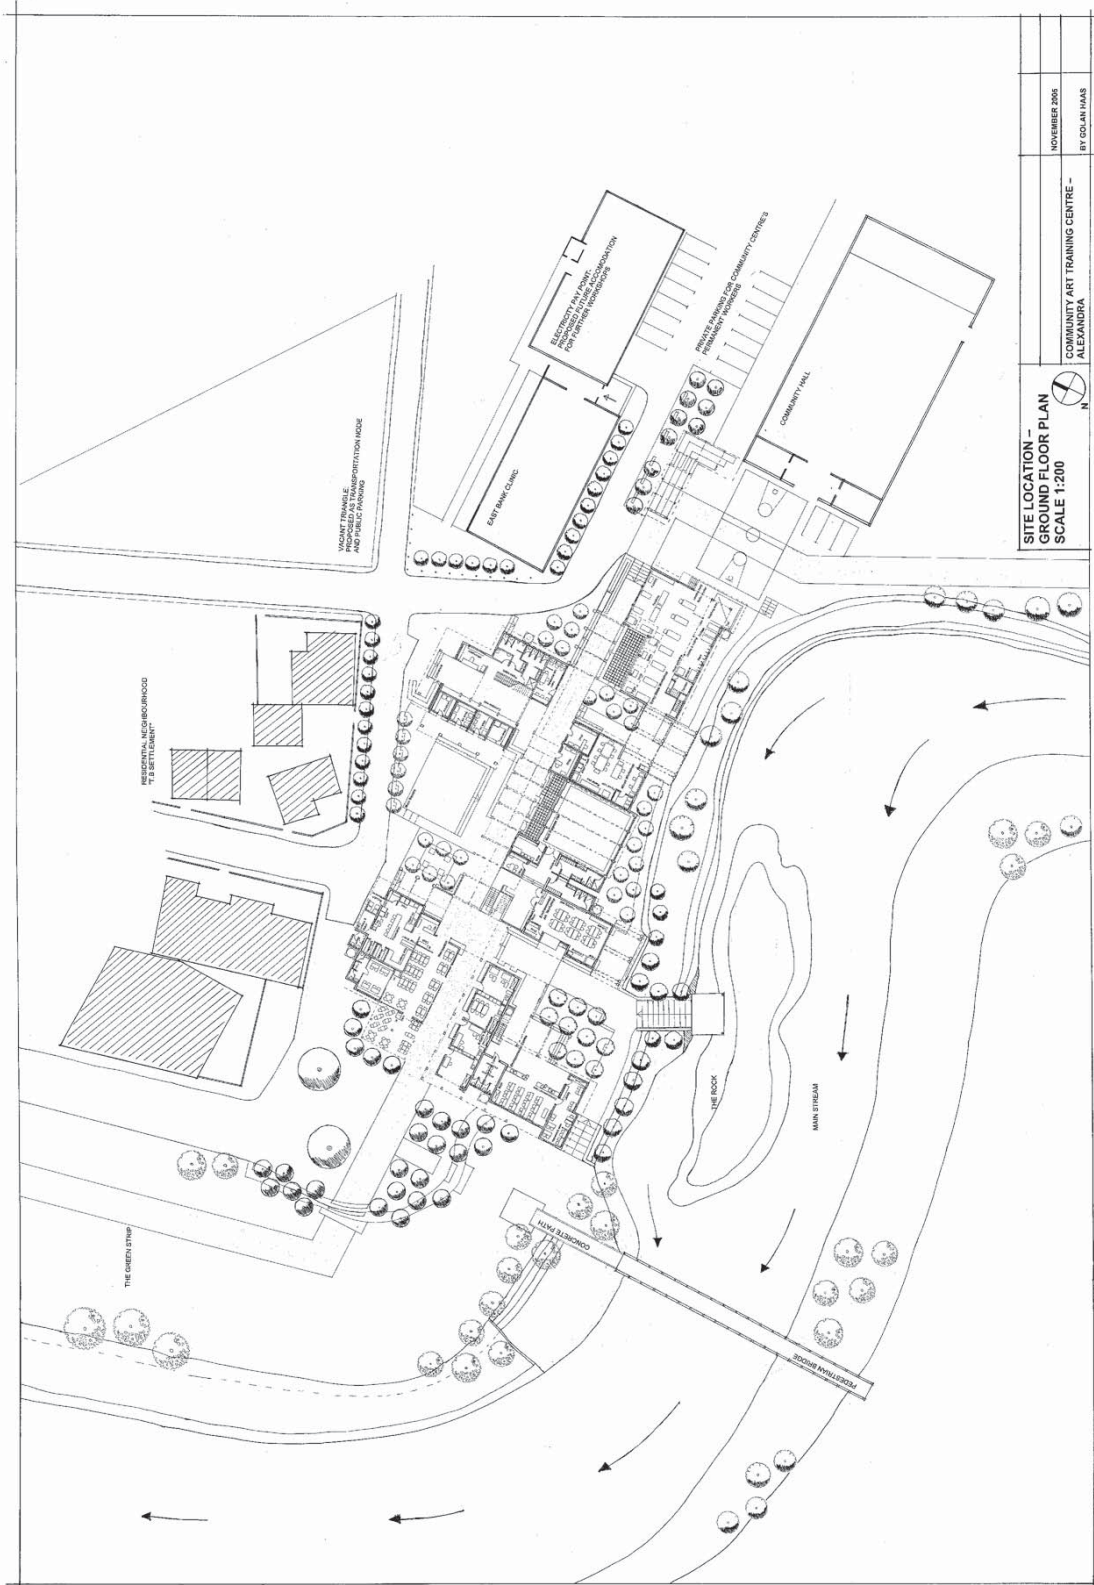 VACANT TRIANGLE:
PROPOSED AS TRANSPORTATION NODE
AND PUBLIC PARKING
RESIDENTIAL NEIGHBOURHOOD
"T.B SETTLEMENT"
THE GREEN STRIP
EAST BANK CLINIC
ELECTRICITY PAY POINT:
PROPOSED FUTURE ACCOMODATION
FOR FURTHER WORKSHOPS
PRIVATE PARKING FOR COMMUNITY CENTRE'S
PERMANENT WORKERS
COMMUNITY HALL
THE ROCK
MAIN STREAM
CONCRETE PATH
PEDESTRIAN BRIDGE
SITE LOCATION –
GROUND FLOOR PLAN
SCALE 1:200
N
COMMUNITY ART TRAINING CENTRE –
ALEXANDRA
NOVEMBER 2005
BY GOLAN HAAS